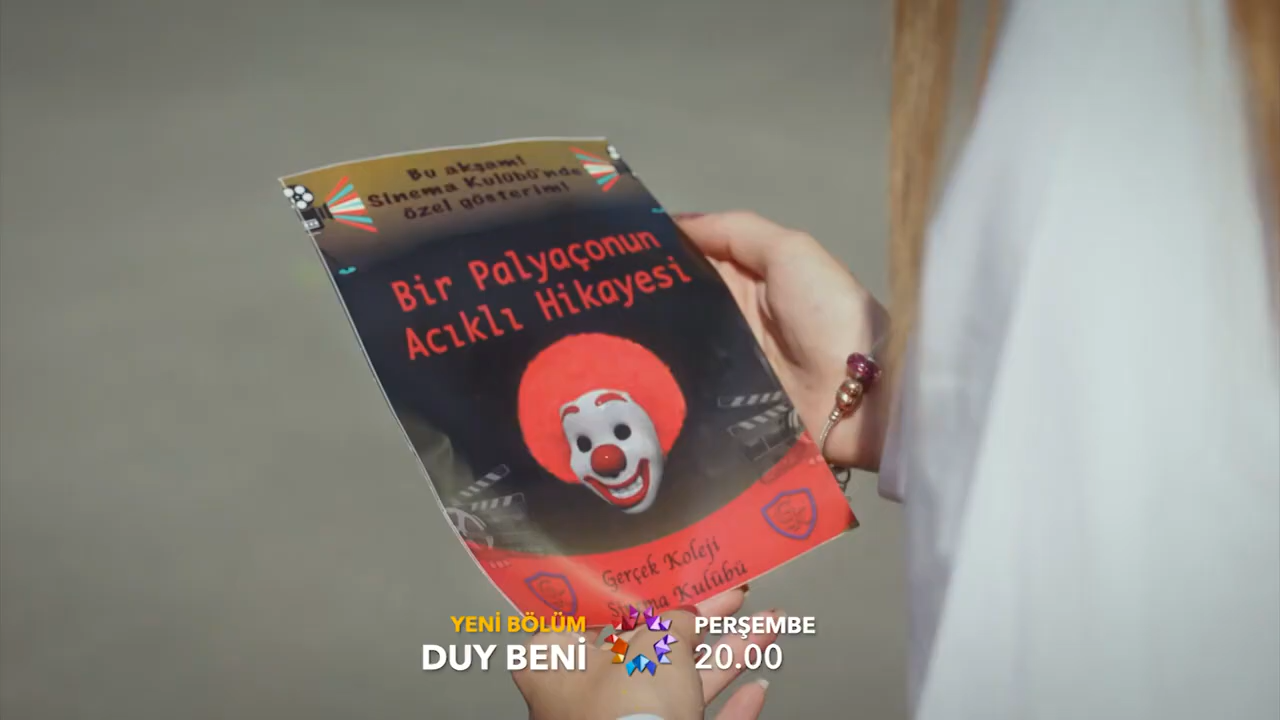 Bu akşam!
Sinema Kulübü'nde
özel gösterim!
Bir Palyaçonun
Acıklı Hikayesi
Gerçek Koleji
Sinema Kulübü
YENİ BÖLÜM
DUY BENİ
PERŞEMBE
20.00